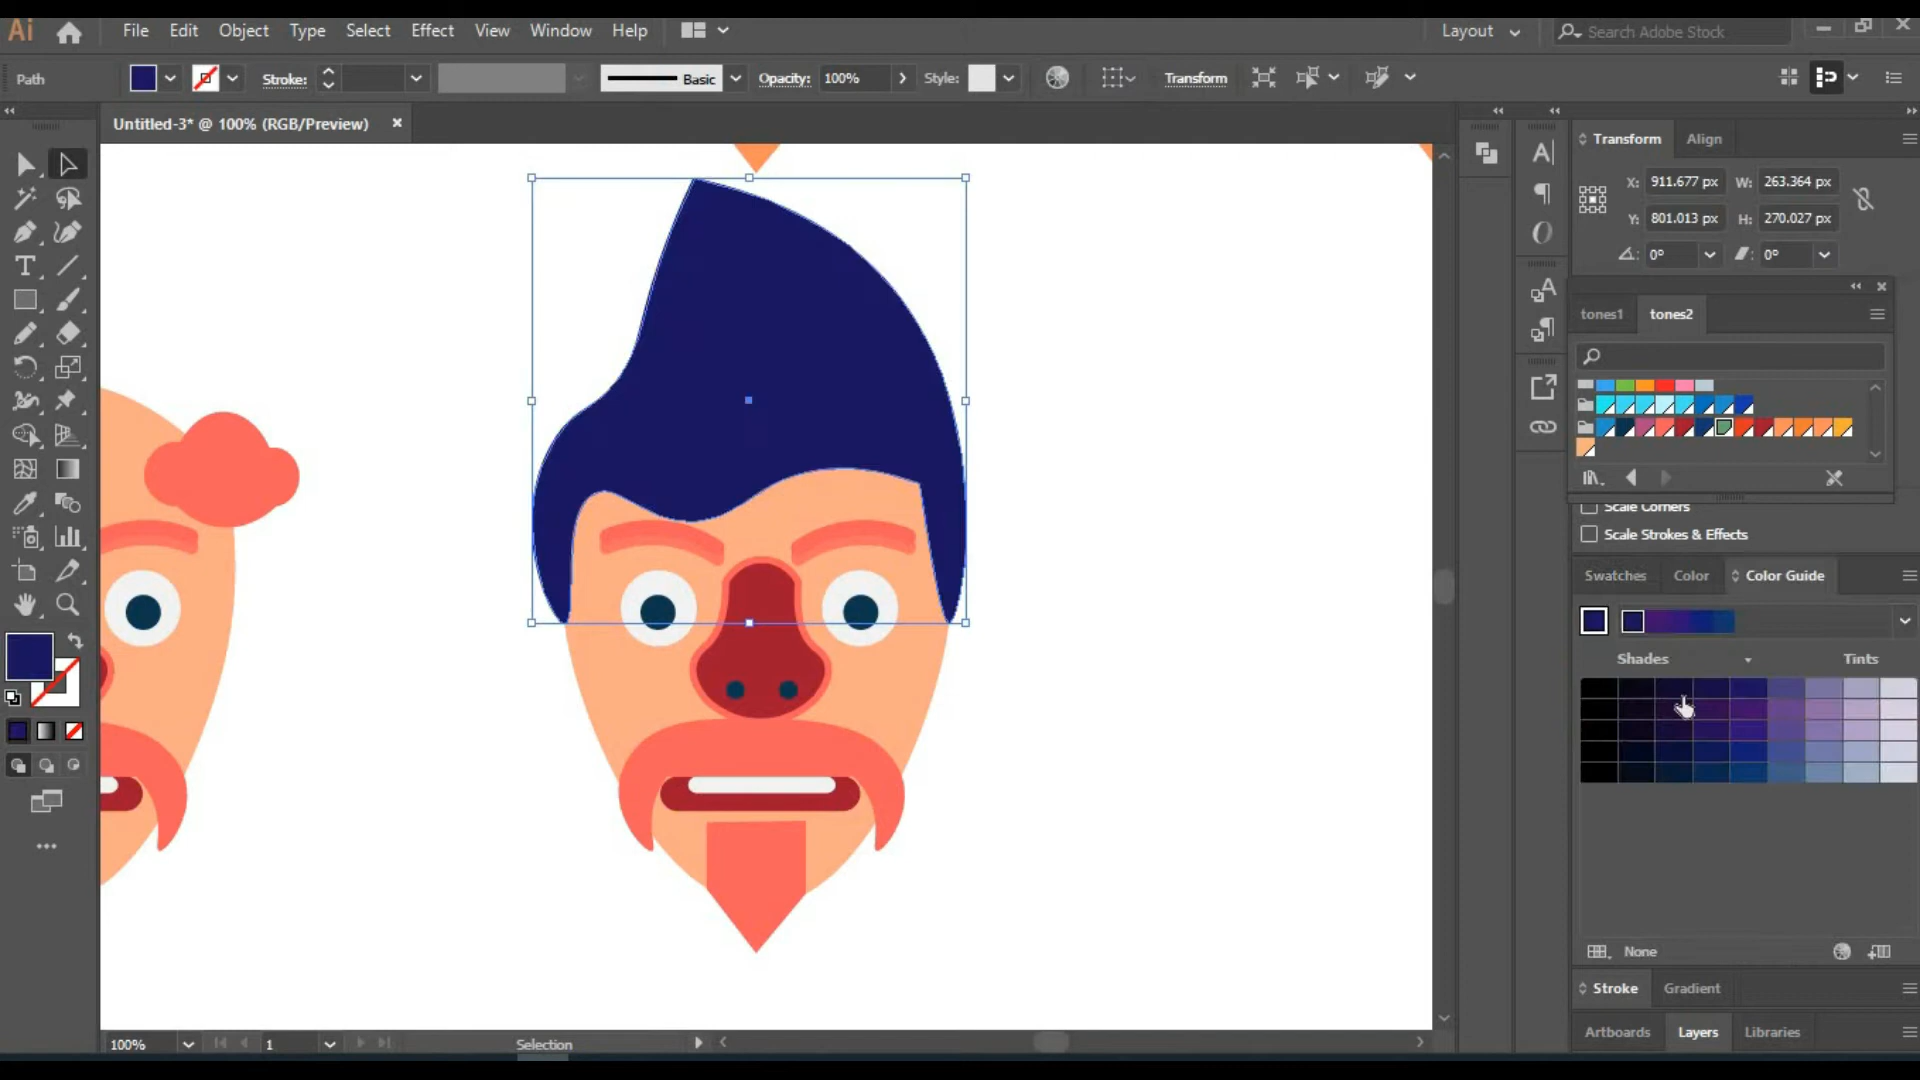 Ai File Edit Object Type Select Effect View Window Help Layout Search Adobe Stock
Path Stroke: Basic Opacity: 100% Style: Transform
Untitled-3* @ 100% (RGB/Preview)
Transform Align
X: 911.677 px W: 263.364 px
Y: 801.013 px H: 270.027 px
0° 0°
tones1 tones2
Scale Corners
Scale Strokes & Effects
Swatches Color Color Guide
Shades Tints
None
Stroke Gradient
Artboards Layers Libraries
100% 1 Selection